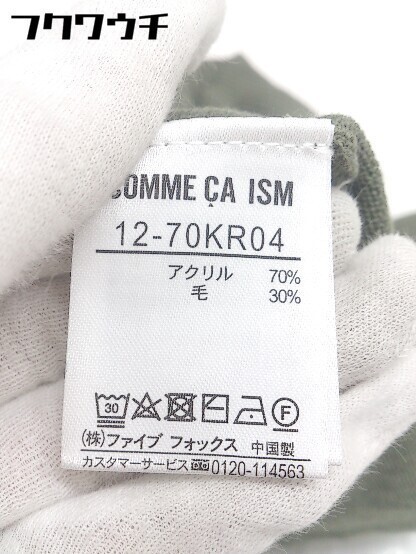 フクワウチ
COMME ÇA ISM
12-70KR04
アクリル 70%
毛 30%
30 F
(株)ファイブ フォックス 中国製
カスタマーサービス 0120-114563